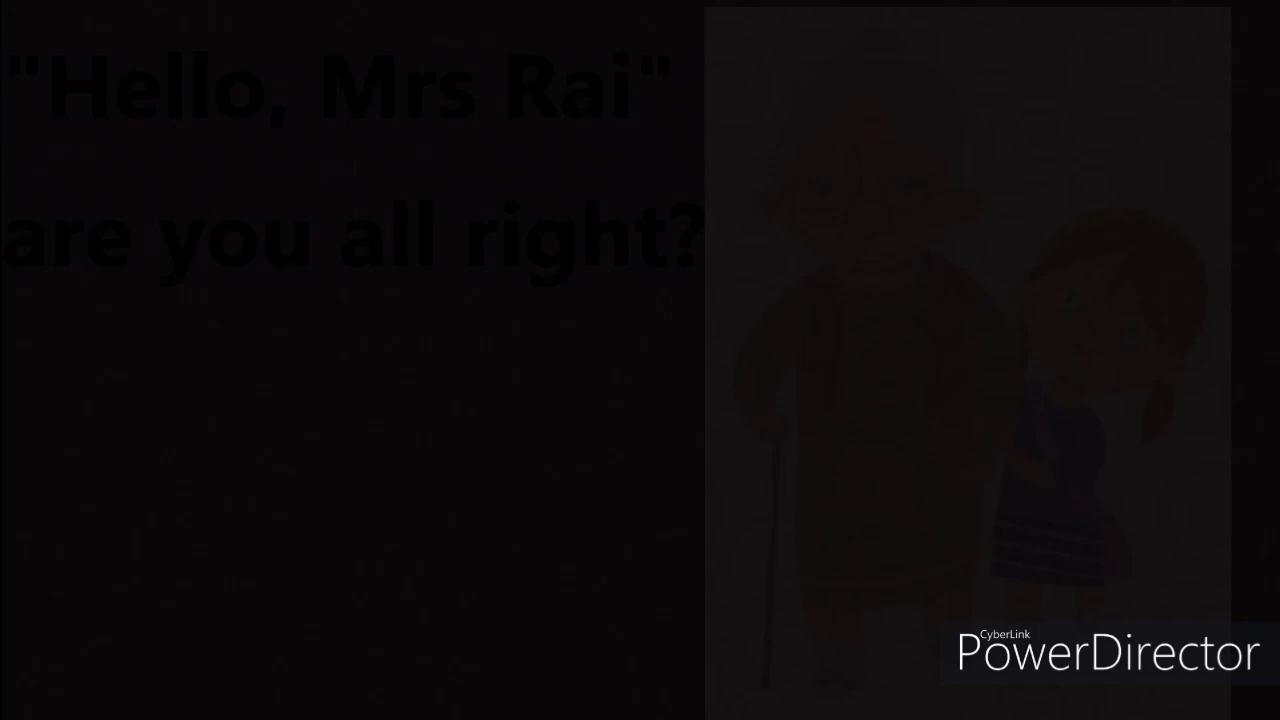 "Hello, Mrs Rai"
are you all right?
CyberLink
PowerDirector